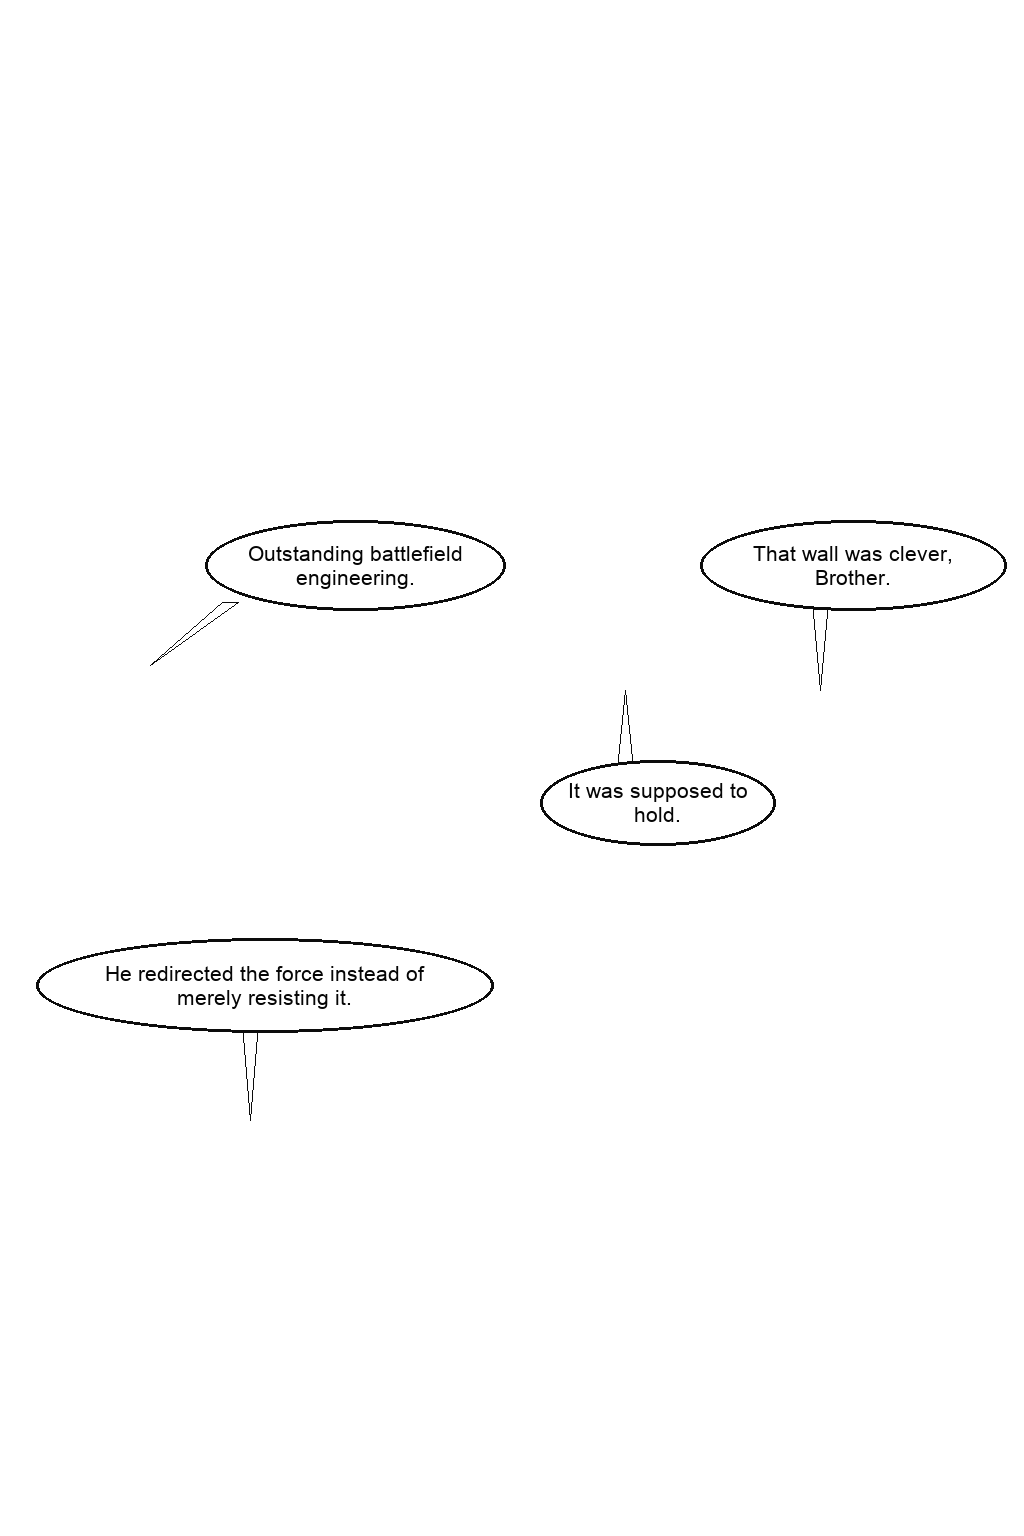 Outstanding battlefield
engineering.
That wall was clever,
Brother.
It was supposed to
hold.
He redirected the force instead of
merely resisting it.